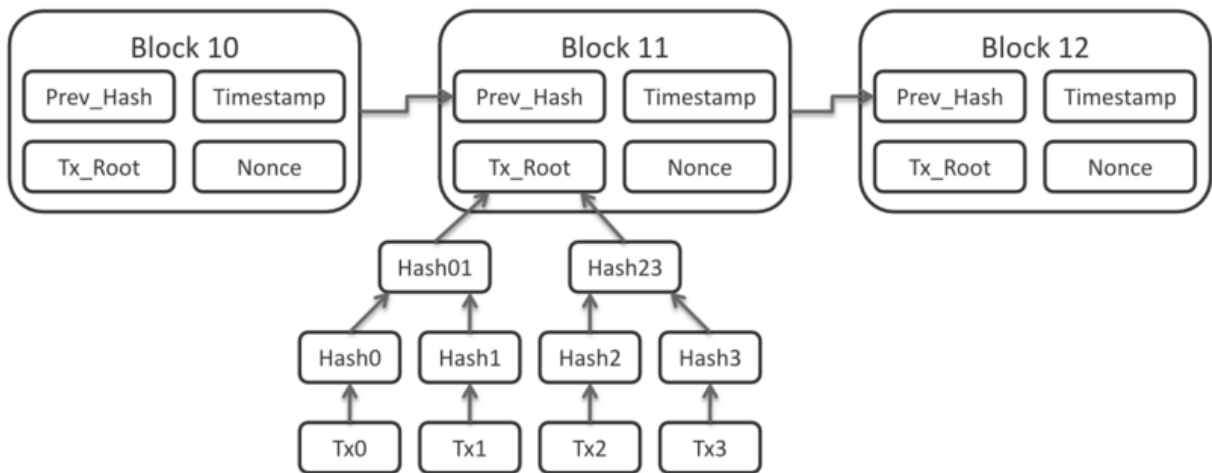 Block 10
Block 11
Block 12
Prev_Hash
Timestamp
Prev_Hash
Timestamp
Prev_Hash
Timestamp
Tx_Root
Nonce
Tx_Root
Nonce
Tx_Root
Nonce
Hash01
Hash23
Hash0
Hash1
Hash2
Hash3
Tx0
Tx1
Tx2
Tx3